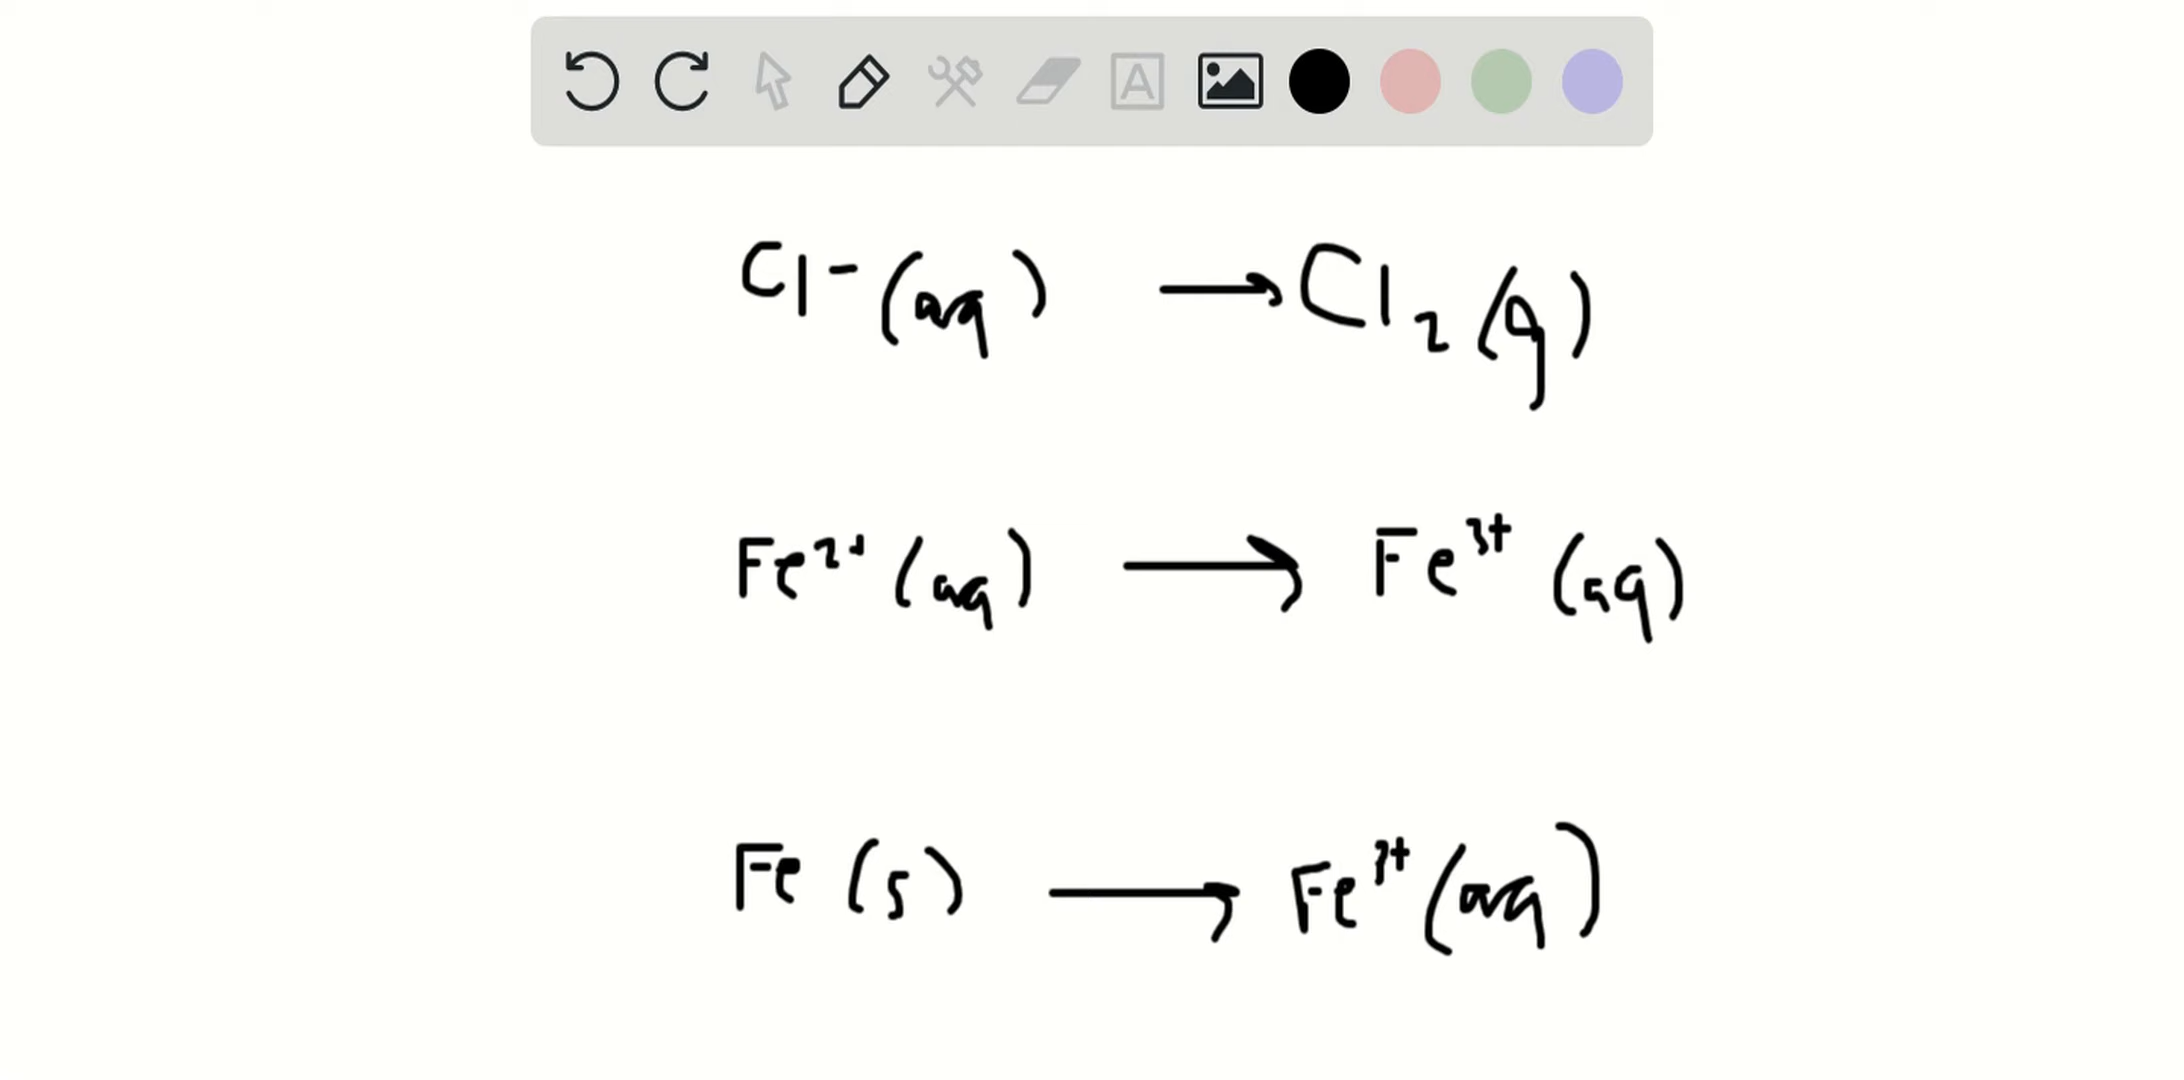 A
Cl⁻(aq) → Cl₂(g)
Fe²⁺(aq) → Fe³⁺(aq)
Fe(s) → Fe³⁺(aq)